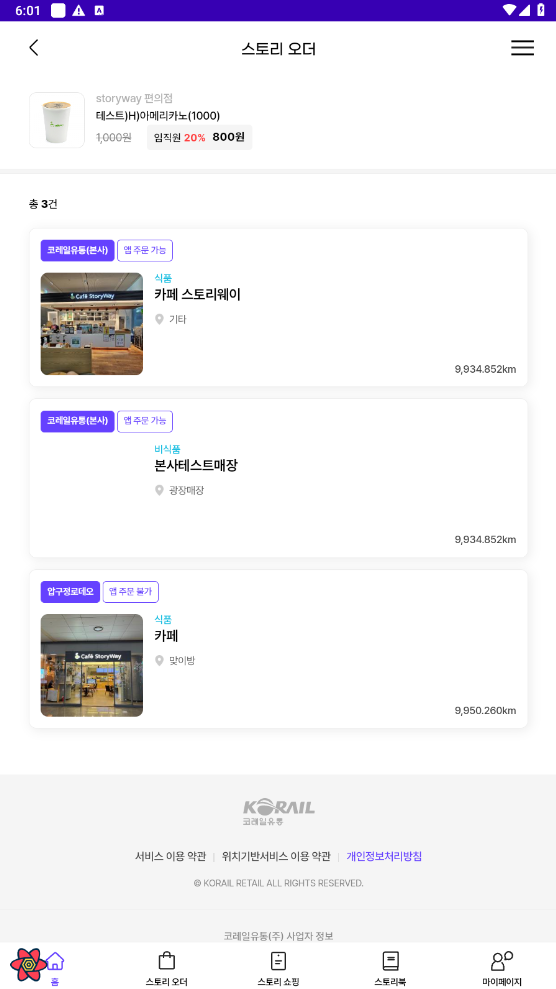 6:01
스토리 오더
storyway 편의점
테스트)H)아메리카노(1000)
1,000원 임직원 20% 800원
총 3건
코레일유통(본사) 앱 주문 가능
식품
카페 스토리웨이
기타
Café StoryWay
9,934.852km
코레일유통(본사) 앱 주문 가능
비식품
본사테스트매장
광장매장
9,934.852km
압구정로데오 앱 주문 불가
식품
카페
맞이방
Café StoryWay
9,950.260km
KORAIL
코레일유통
서비스 이용 약관 | 위치기반서비스 이용 약관 | 개인정보처리방침
© KORAIL RETAIL ALL RIGHTS RESERVED.
코레일유통(주) 사업자 정보
홈 스토리 오더 스토리 쇼핑 스토리북 마이페이지